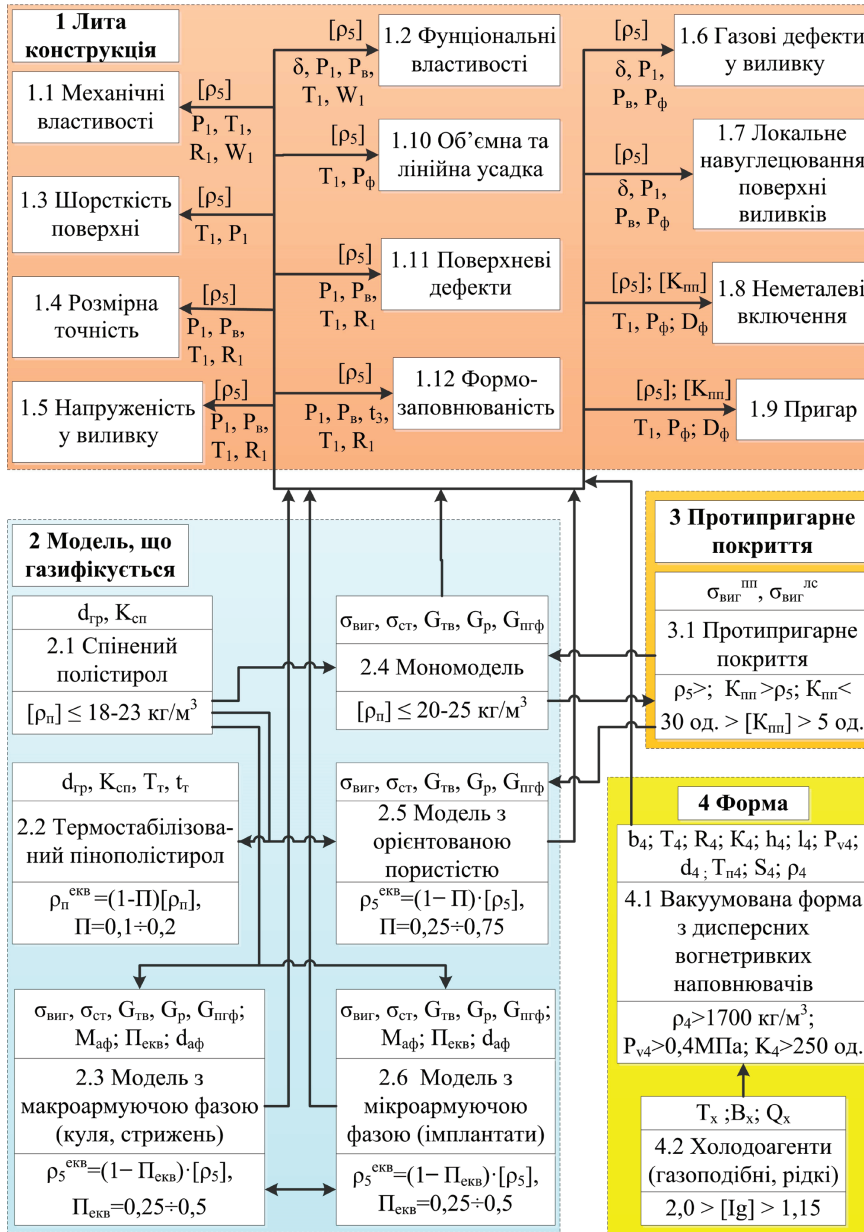 1 Лита
конструкція
1.1 Механічні
властивості
[ρ₅]
P₁, T₁,
R₁, W₁
1.3 Шорсткість
поверхні
[ρ₅]
T₁, P₁
1.4 Розмірна
точність
[ρ₅]
P₁, Pв,
T₁, R₁
1.5 Напруженість
у виливку
[ρ₅]
P₁, Pв,
T₁, R₁
[ρ₅]
δ, P₁, Pв,
T₁, W₁
1.2 Фунціональні
властивості
[ρ₅]
T₁, Pф
1.10 Об’ємна та
лінійна усадка
[ρ₅]
P₁, Pв,
T₁, R₁
1.11 Поверхневі
дефекти
[ρ₅]
P₁, Pв, t₃,
T₁, R₁
1.12 Формо-
заповнюваність
[ρ₅]
δ, P₁,
Pв, Pф
1.6 Газові дефекти
у виливку
[ρ₅]
δ, P₁,
Pв, Pф
1.7 Локальне
навуглецювання
поверхні
виливків
[ρ₅]; [Kпп]
T₁, Pф; Dф
1.8 Неметалеві
включення
[ρ₅]; [Kпп]
T₁, Pф; Dф
1.9 Пригар
2 Модель, що
газифікується
dгр, Kсп
2.1 Спінений
полістирол
[ρп] ≤ 18-23 кг/м³
σвиг, σст, Gтв, Gр, Gпгф
2.4 Мономодель
[ρп] ≤ 20-25 кг/м³
dгр, Kсп, Tт, tт
2.2 Термостабілізова-
ний пінополістирол
ρпᵉᵏᵛ=(1-П)[ρп],
П=0,1÷0,2
σвиг, σст, Gтв, Gр, Gпгф
2.5 Модель з
орієнтованою
пористістю
ρ₅екв=(1− П)·[ρ₅],
П=0,25÷0,75
σвиг, σст, Gтв, Gр, Gпгф;
Mаф; Пекв; dаф
2.3 Модель з
макроармуючою
фазою
(куля, стрижень)
ρ₅екв=(1− Пекв)·[ρ₅],
Пекв=0,25÷0,5
σвиг, σст, Gтв, Gр, Gпгф;
Mаф; Пекв; dаф
2.6 Модель з
мікроармуючою
фазою (імплантати)
ρ₅екв=(1− Пекв)·[ρ₅],
Пекв=0,25÷0,5
3 Протипригарне
покриття
σвигпп, σвиглс
3.1 Протипригарне
покриття
ρ₅>; Kпп >ρ₅; Kпп<
30 од. > [Kпп] > 5 од.
4 Форма
b₄; T₄; R₄; K₄; h₄; l₄; Pv4;
d₄ ; Tп4; S₄; ρ₄
4.1 Вакуумована форма
з дисперсних
вогнетривких
наповнювачів
ρ₄>1700 кг/м³;
Pv4>0,4МПа; K₄>250 од.
Tх ;Bх; Qх
4.2 Холодоагенти
(газоподібні, рідкі)
2,0 > [Ig] > 1,15